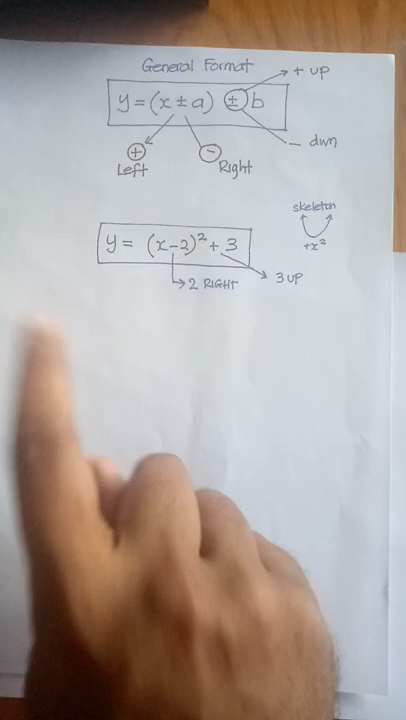 General Format
+ up
y = (x ± a) ± b
- dwn
+
Left
-
Right
skeleton
+x²
y = (x-2)² + 3
2 RIGHT
3 UP